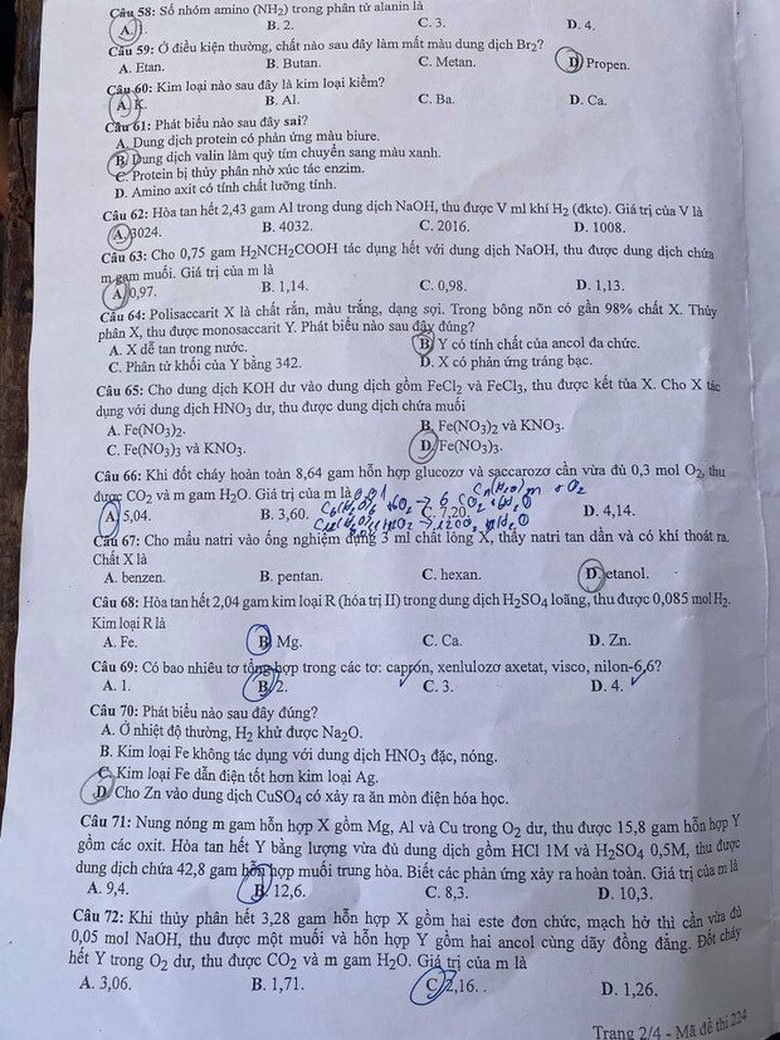 Câu 58: Số nhóm amino (NH2) trong phân tử alanin là
A. 1. B. 2. C. 3. D. 4.
Câu 59: Ở điều kiện thường, chất nào sau đây làm mất màu dung dịch Br2?
A. Etan. B. Butan. C. Metan. D. Propen.
Câu 60: Kim loại nào sau đây là kim loại kiềm?
A. K. B. Al. C. Ba. D. Ca.
Câu 61: Phát biểu nào sau đây sai?
A. Dung dịch protein có phản ứng màu biure.
B. Dung dịch valin làm quỳ tím chuyển sang màu xanh.
C. Protein bị thủy phân nhờ xúc tác enzim.
D. Amino axit có tính chất lưỡng tính.
Câu 62: Hòa tan hết 2,43 gam Al trong dung dịch NaOH, thu được V ml khí H2 (đktc). Giá trị của V là
A. 3024. B. 4032. C. 2016. D. 1008.
Câu 63: Cho 0,75 gam H2NCH2COOH tác dụng hết với dung dịch NaOH, thu được dung dịch chứa
m gam muối. Giá trị của m là
A. 0,97. B. 1,14. C. 0,98. D. 1,13.
Câu 64: Polisaccarit X là chất rắn, màu trắng, dạng sợi. Trong bông nõn có gần 98% chất X. Thủy
phân X, thu được monosaccarit Y. Phát biểu nào sau đây đúng?
A. X dễ tan trong nước. B. Y có tính chất của ancol đa chức.
C. Phân tử khối của Y bằng 342. D. X có phản ứng tráng bạc.
Câu 65: Cho dung dịch KOH dư vào dung dịch gồm FeCl2 và FeCl3, thu được kết tủa X. Cho X tác
dụng với dung dịch HNO3 dư, thu được dung dịch chứa muối
A. Fe(NO3)2. B. Fe(NO3)2 và KNO3.
C. Fe(NO3)3 và KNO3. D. Fe(NO3)3.
Câu 66: Khi đốt cháy hoàn toàn 8,64 gam hỗn hợp glucozơ và saccarozơ cần vừa đủ 0,3 mol O2, thu
được CO2 và m gam H2O. Giá trị của m là
A. 5,04. B. 3,60. C. 7,20. D. 4,14.
Câu 67: Cho mẩu natri vào ống nghiệm đựng 3 ml chất lỏng X, thấy natri tan dần và có khí thoát ra.
Chất X là
A. benzen. B. pentan. C. hexan. D. etanol.
Câu 68: Hòa tan hết 2,04 gam kim loại R (hóa trị II) trong dung dịch H2SO4 loãng, thu được 0,085 mol H2.
Kim loại R là
A. Fe. B. Mg. C. Ca. D. Zn.
Câu 69: Có bao nhiêu tơ tổng hợp trong các tơ: capron, xenlulozơ axetat, visco, nilon-6,6?
A. 1. B. 2. C. 3. D. 4.
Câu 70: Phát biểu nào sau đây đúng?
A. Ở nhiệt độ thường, H2 khử được Na2O.
B. Kim loại Fe không tác dụng với dung dịch HNO3 đặc, nóng.
C. Kim loại Fe dẫn điện tốt hơn kim loại Ag.
D. Cho Zn vào dung dịch CuSO4 có xảy ra ăn mòn điện hóa học.
Câu 71: Nung nóng m gam hỗn hợp X gồm Mg, Al và Cu trong O2 dư, thu được 15,8 gam hỗn hợp Y
gồm các oxit. Hòa tan hết Y bằng lượng vừa đủ dung dịch gồm HCl 1M và H2SO4 0,5M, thu được
dung dịch chứa 42,8 gam hỗn hợp muối trung hòa. Biết các phản ứng xảy ra hoàn toàn. Giá trị của m là
A. 9,4. B. 12,6. C. 8,3. D. 10,3.
Câu 72: Khi thủy phân hết 3,28 gam hỗn hợp X gồm hai este đơn chức, mạch hở thì cần vừa đủ
0,05 mol NaOH, thu được một muối và hỗn hợp Y gồm hai ancol cùng dãy đồng đẳng. Đốt cháy
hết Y trong O2 dư, thu được CO2 và m gam H2O. Giá trị của m là
A. 3,06. B. 1,71. C. 2,16. . D. 1,26.
Trang 2/4 - Mã đề thi 224